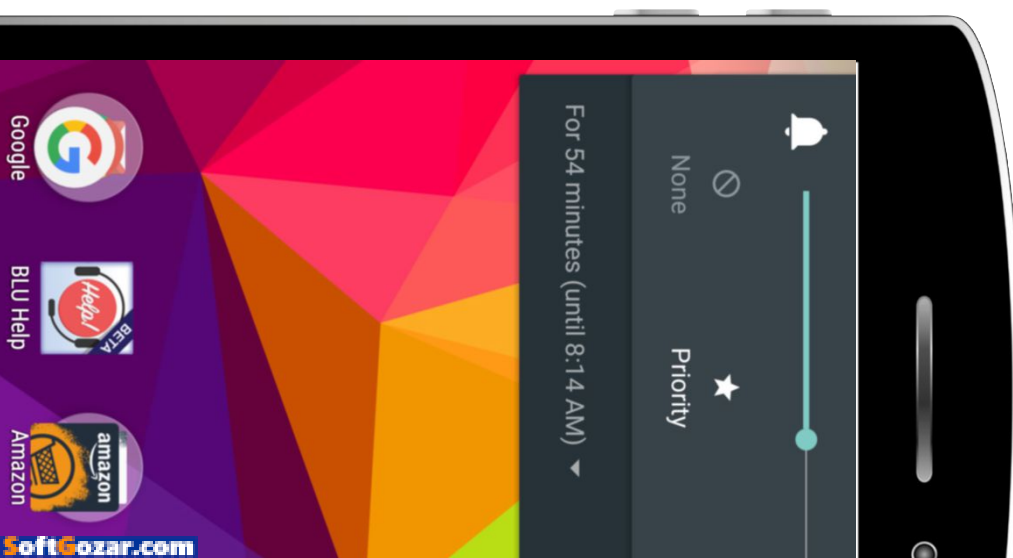 None
Priority
For 54 minutes (until 8:14 AM)
Google
Help!
BETA
BLU Help
amazon
Amazon
SoftGozar.com